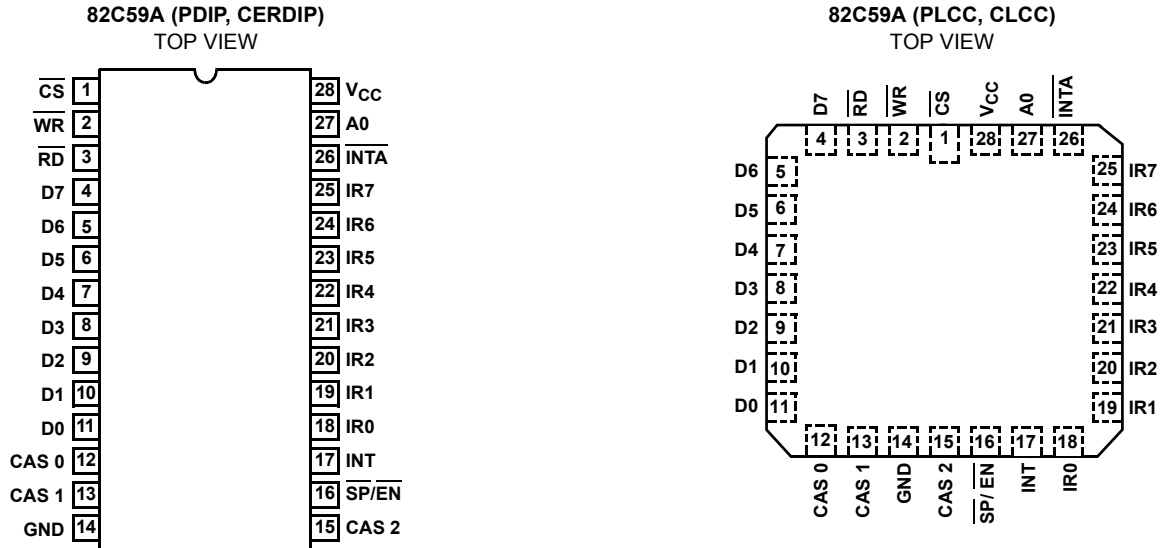 82C59A (PDIP, CERDIP)
TOP VIEW
CS 1
WR 2
RD 3
D7 4
D6 5
D5 6
D4 7
D3 8
D2 9
D1 10
D0 11
CAS 0 12
CAS 1 13
GND 14
28 VCC
27 A0
26 INTA
25 IR7
24 IR6
23 IR5
22 IR4
21 IR3
20 IR2
19 IR1
18 IR0
17 INT
16 SP/EN
15 CAS 2
82C59A (PLCC, CLCC)
TOP VIEW
D7 RD WR CS VCC A0 INTA
4 3 2 1 28 27 26
D6 5
D5 6
D4 7
D3 8
D2 9
D1 10
D0 11
25 IR7
24 IR6
23 IR5
22 IR4
21 IR3
20 IR2
19 IR1
12 13 14 15 16 17 18
CAS 0 CAS 1 GND CAS 2 SP/ EN INT IR0